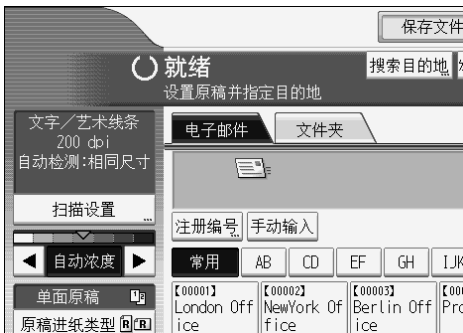 保存文件
就绪
搜索目的地
设置原稿并指定目的地
文字／艺术线条
200 dpi
自动检测:相同尺寸
电子邮件
文件夹
扫描设置
注册编号
手动输入
自动浓度
常用
AB
CD
EF
GH
IJK
单面原稿
【00001】
London Off
ice
【00002】
NewYork Of
fice
【00003】
Berlin Off
ice
原稿进纸类型